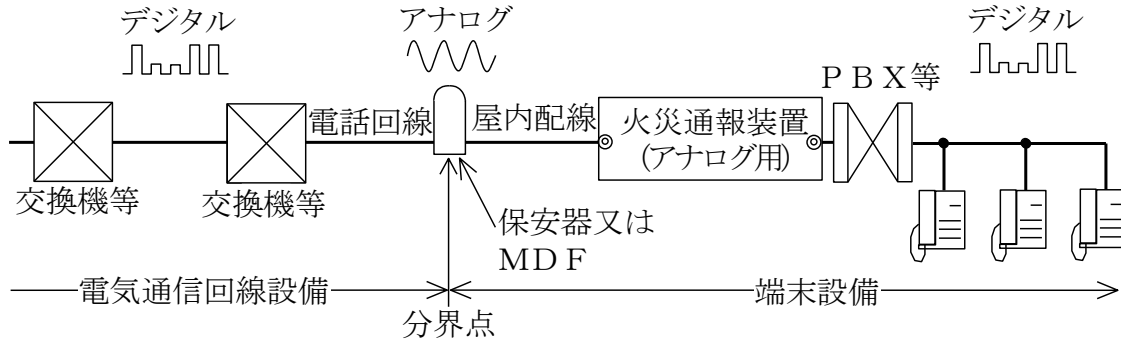 デジタル
アナログ
デジタル
PBX等
電話回線
屋内配線
火災通報装置
(アナログ用)
交換機等
交換機等
保安器又は
MDF
電気通信回線設備
端末設備
分界点